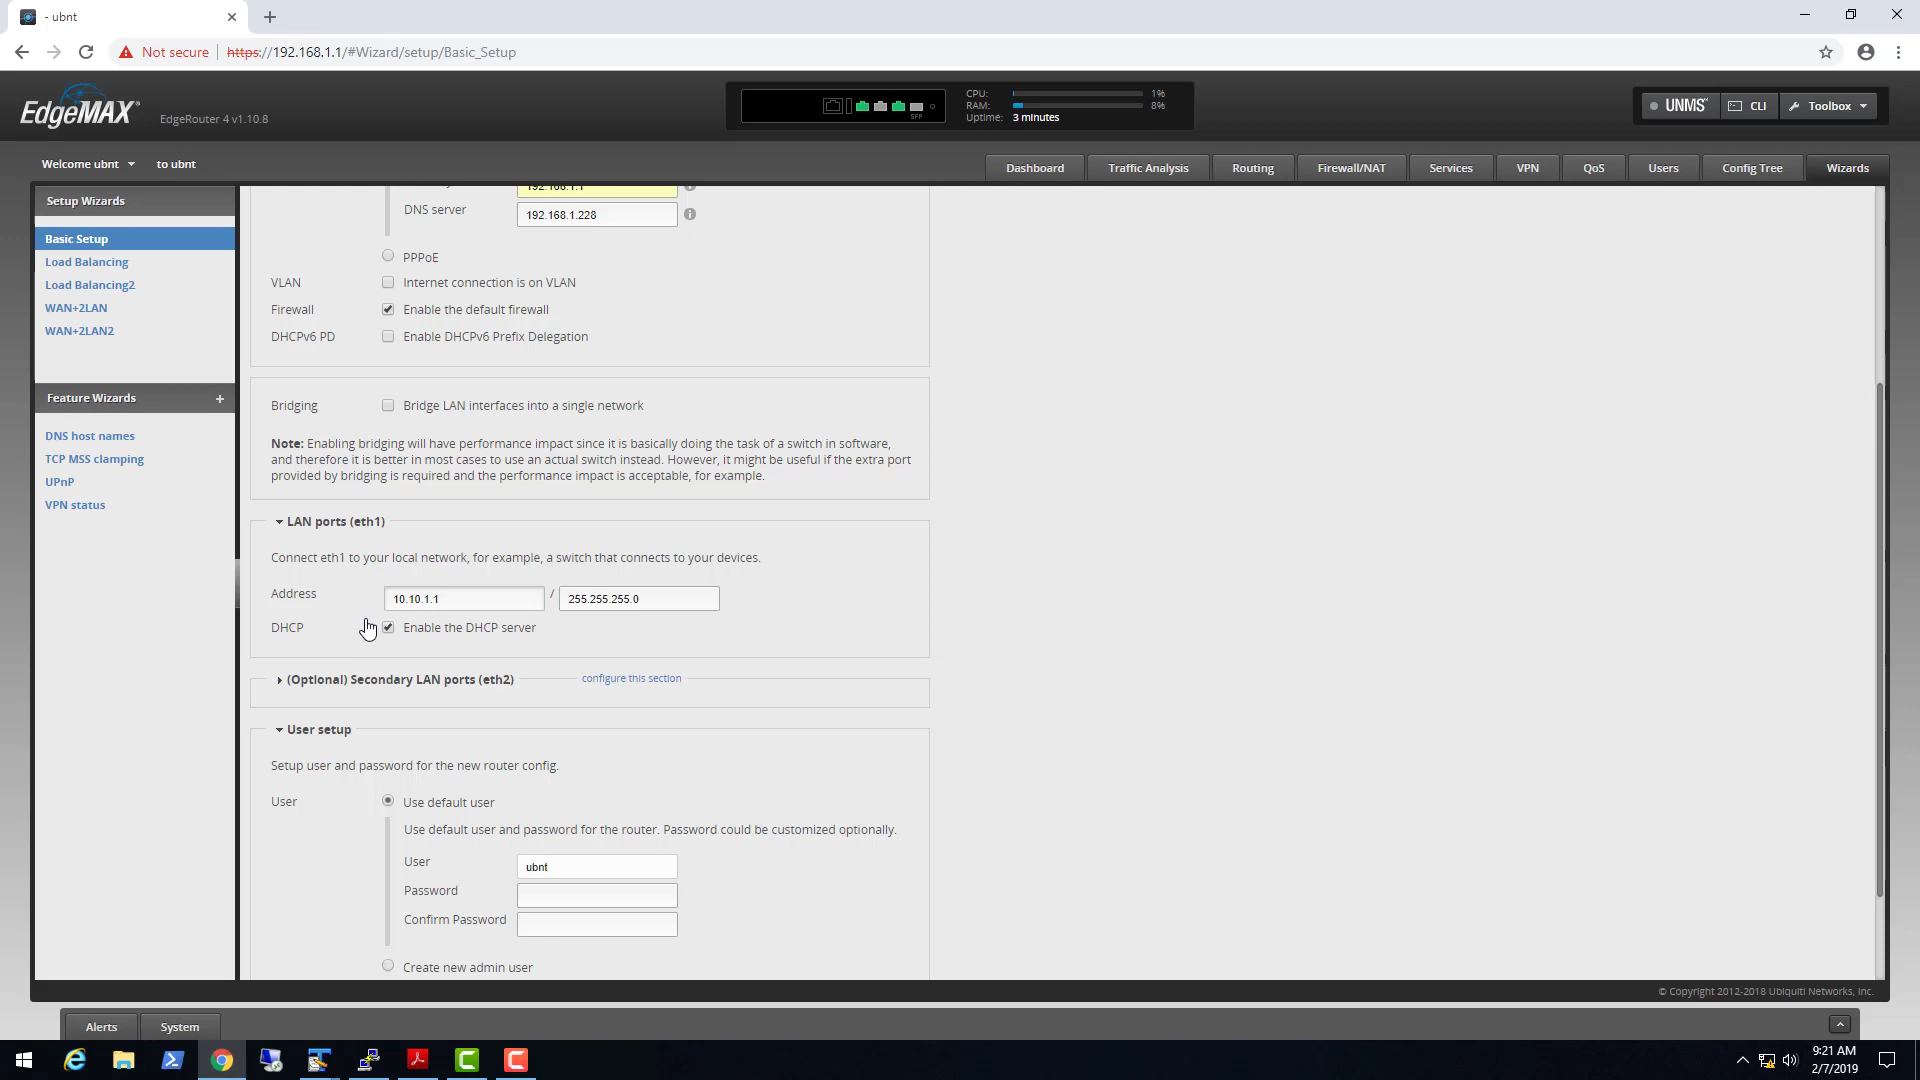 - ubnt
Not secure
https://192.168.1.1/#Wizard/setup/Basic_Setup
EdgeMAX
EdgeRouter 4 v1.10.8
SFP
CPU: 1%
RAM: 8%
Uptime: 3 minutes
UNMS
CLI
Toolbox
Welcome ubnt
to ubnt
Dashboard
Traffic Analysis
Routing
Firewall/NAT
Services
VPN
QoS
Users
Config Tree
Wizards
Setup Wizards
Basic Setup
Load Balancing
Load Balancing2
WAN+2LAN
WAN+2LAN2
Feature Wizards +
DNS host names
TCP MSS clamping
UPnP
VPN status
192.168.1.1
DNS server 192.168.1.228
PPPoE
VLAN Internet connection is on VLAN
Firewall Enable the default firewall
DHCPv6 PD Enable DHCPv6 Prefix Delegation
Bridging Bridge LAN interfaces into a single network
Note: Enabling bridging will have performance impact since it is basically doing the task of a switch in software,
and therefore it is better in most cases to use an actual switch instead. However, it might be useful if the extra port
provided by bridging is required and the performance impact is acceptable, for example.
LAN ports (eth1)
Connect eth1 to your local network, for example, a switch that connects to your devices.
Address 10.10.1.1 / 255.255.255.0
DHCP Enable the DHCP server
(Optional) Secondary LAN ports (eth2) configure this section
User setup
Setup user and password for the new router config.
User Use default user
Use default user and password for the router. Password could be customized optionally.
User ubnt
Password
Confirm Password
Create new admin user
© Copyright 2012-2018 Ubiquiti Networks, Inc.
Alerts
System
9:21 AM
2/7/2019